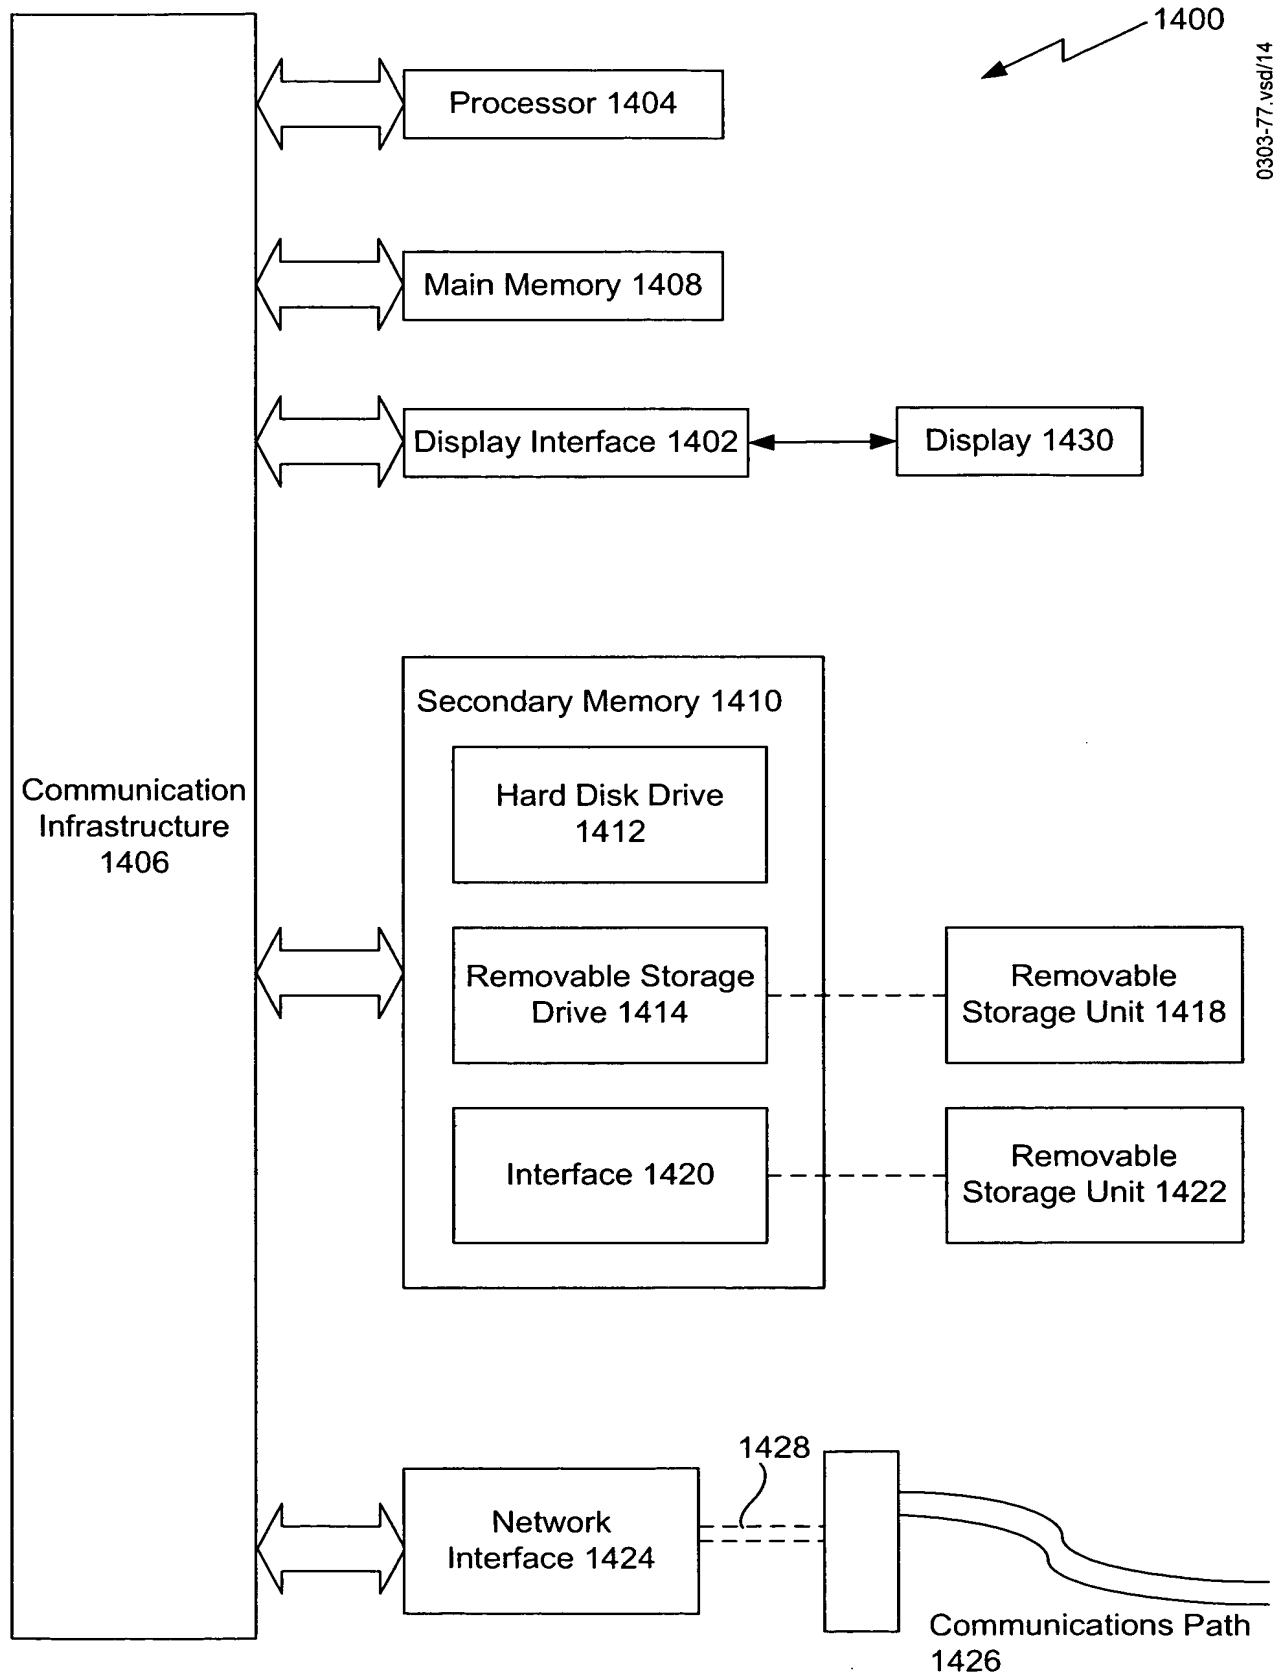 1400
0303-77.vsd/14
Processor 1404
Main Memory 1408
Display Interface 1402
Display 1430
Secondary Memory 1410
Hard Disk Drive
1412
Communication
Infrastructure
1406
Removable Storage
Drive 1414
Removable
Storage Unit 1418
Interface 1420
Removable
Storage Unit 1422
1428
Network
Interface 1424
Communications Path
1426